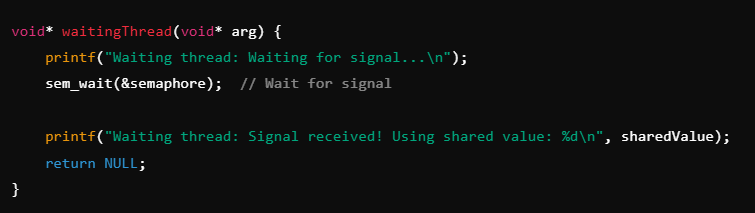 void* waitingThread(void* arg) {
    printf("Waiting thread: Waiting for signal...\n");
    sem_wait(&semaphore);  // Wait for signal

    printf("Waiting thread: Signal received! Using shared value: %d\n", sharedValue);
    return NULL;
}